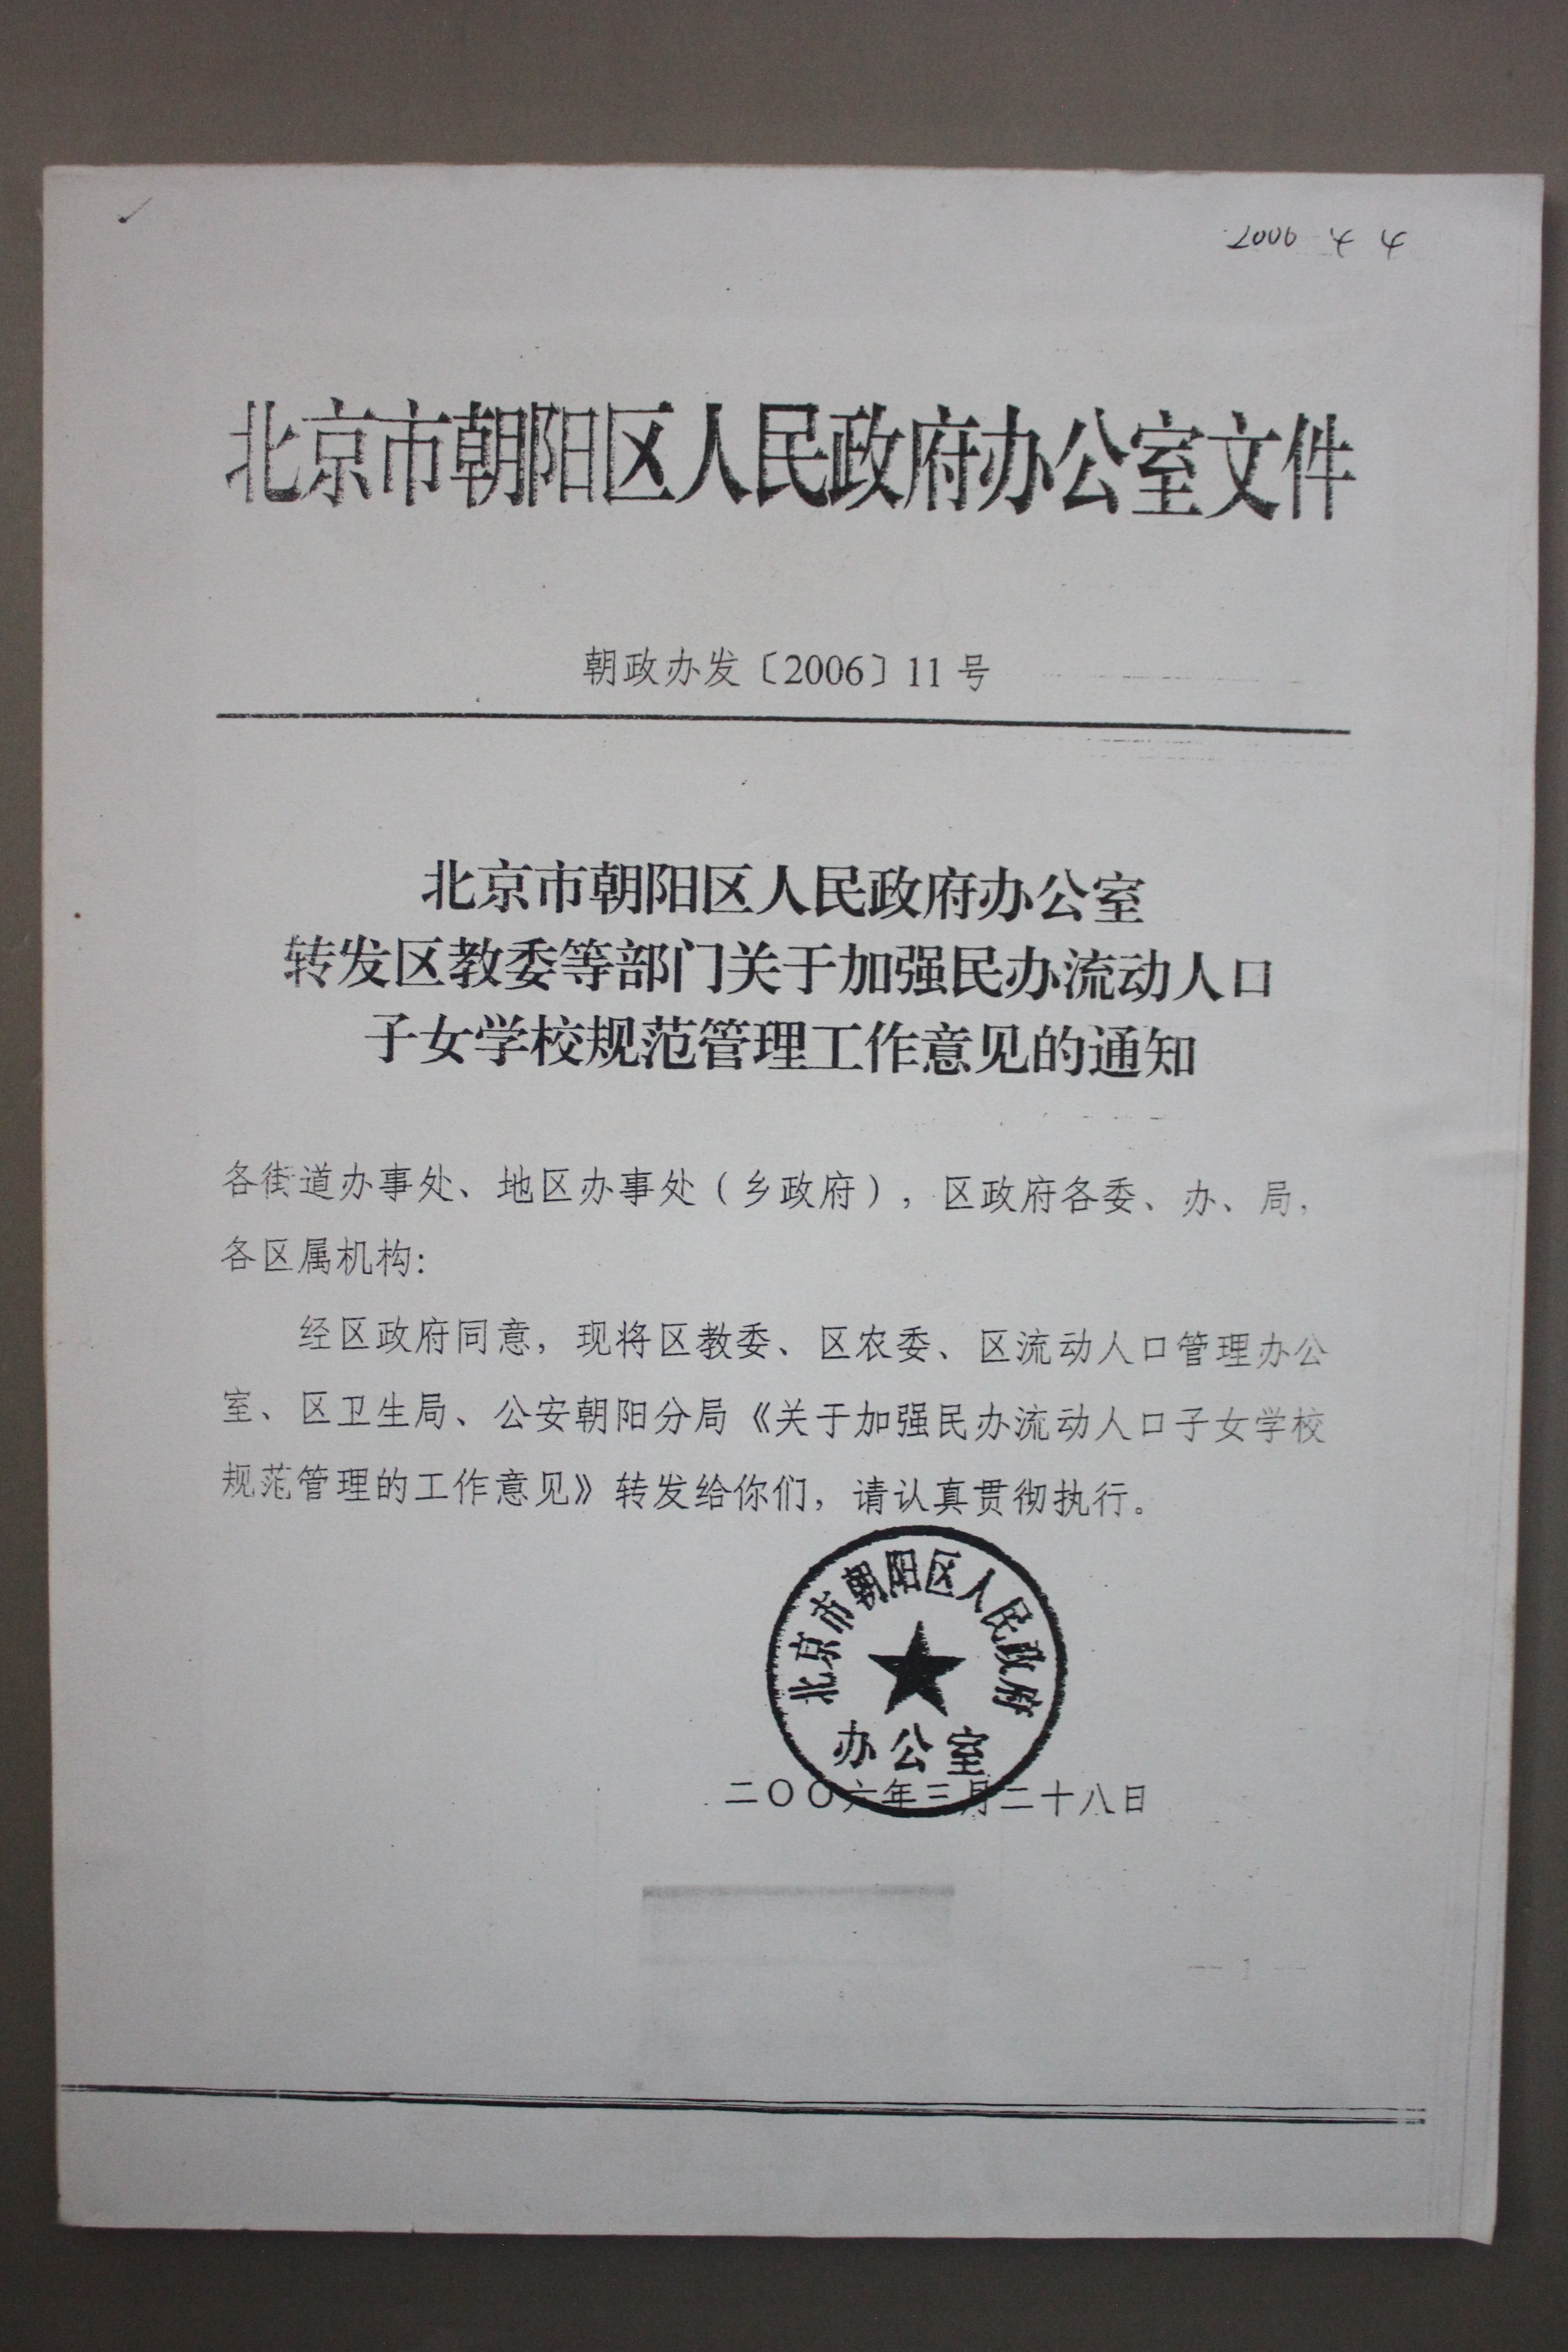 北京市朝阳区人民政府办公室文件
朝政办发〔2006〕11号
北京市朝阳区人民政府办公室
转发区教委等部门关于加强民办流动人口
子女学校规范管理工作意见的通知
各街道办事处、地区办事处（乡政府），区政府各委、办、局，
各区属机构：
经区政府同意，现将区教委、区农委、区流动人口管理办公
室、区卫生局、公安朝阳分局《关于加强民办流动人口子女学校
规范管理的工作意见》转发给你们，请认真贯彻执行。
北京市朝阳区人民政府
办公室
二〇〇六年三月二十八日
— 1 —